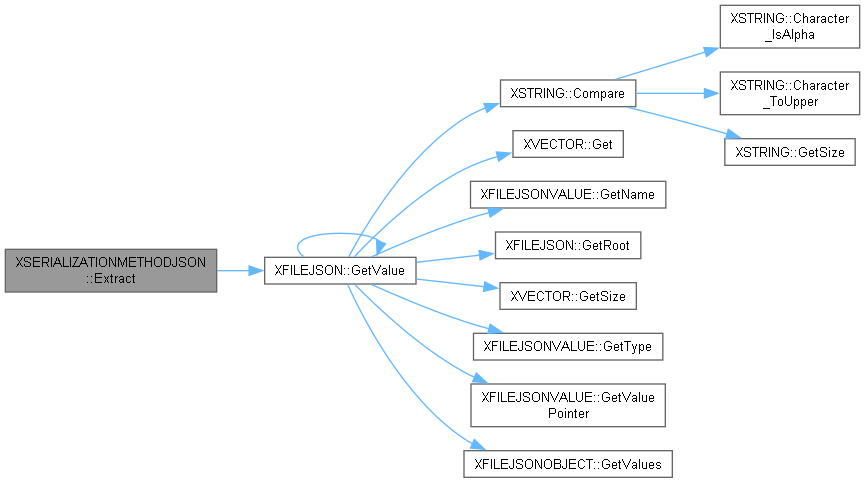 XSERIALIZATIONMETHODJSON
::Extract
XFILEJSON::GetValue
XSTRING::Compare
XVECTOR::Get
XFILEJSONVALUE::GetName
XFILEJSON::GetRoot
XVECTOR::GetSize
XFILEJSONVALUE::GetType
XFILEJSONVALUE::GetValue
Pointer
XFILEJSONOBJECT::GetValues
XSTRING::Character
_IsAlpha
XSTRING::Character
_ToUpper
XSTRING::GetSize